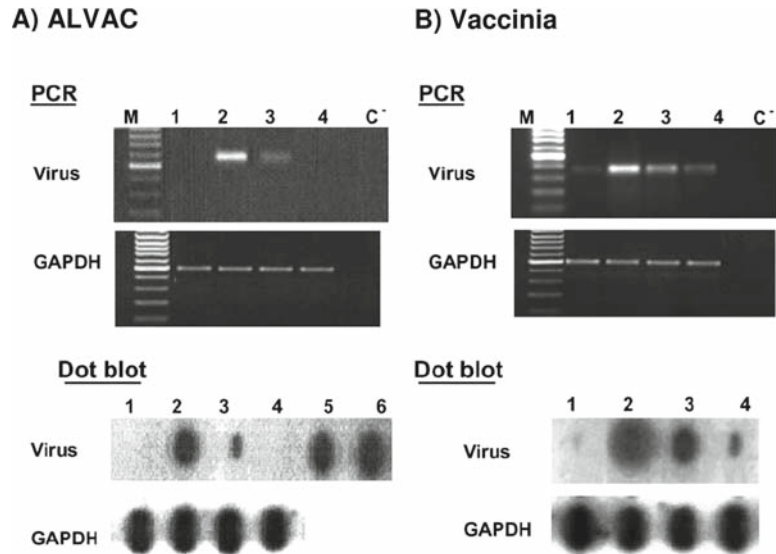 A) ALVAC
PCR
M 1 2 3 4 C-
Virus
GAPDH
Dot blot
1 2 3 4 5 6
Virus
GAPDH
B) Vaccinia
PCR
M 1 2 3 4 C-
Virus
GAPDH
Dot blot
1 2 3 4
Virus
GAPDH